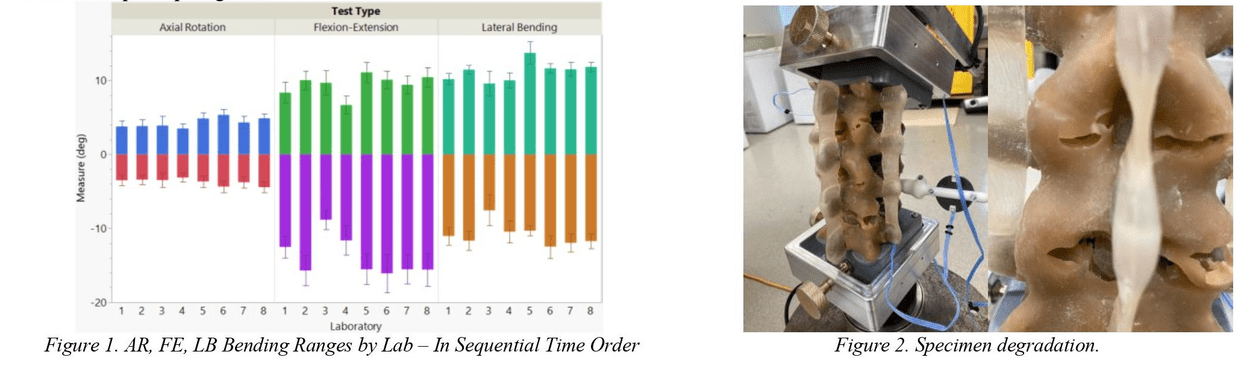 Test Type
Axial Rotation Flexion-Extension Lateral Bending
Measure (deg)
10
0
-10
-20
1 2 3 4 5 6 7 8 1 2 3 4 5 6 7 8 1 2 3 4 5 6 7 8
Laboratory
Figure 1. AR, FE, LB Bending Ranges by Lab – In Sequential Time Order
Figure 2. Specimen degradation.